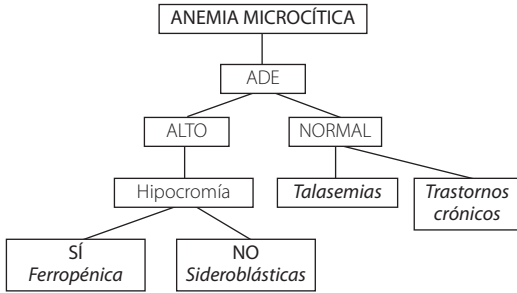 ANEMIA MICROCÍTICA
ADE
ALTO
NORMAL
Hipocromía
Talasemias
Trastornos
crónicos
SÍ
Ferropénica
NO
Sideroblásticas